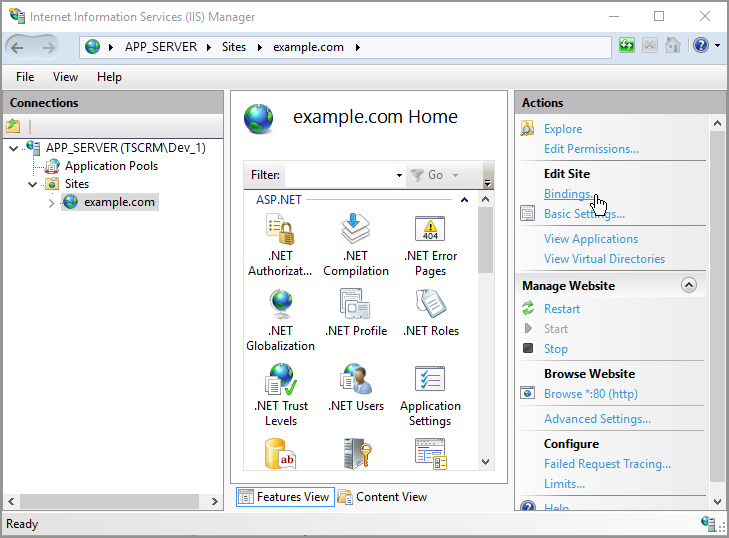 Internet Information Services (IIS) Manager
APP_SERVER Sites example.com
File View Help
Connections
APP_SERVER (TSCRM\Dev_1)
Application Pools
Sites
example.com
example.com Home
Filter: Go
ASP.NET
.NET Authorizat...
.NET Compilation
404
.NET Error Pages
.NET Globalization
.NET Profile
.NET Roles
.NET Trust Levels
.NET Users
Application Settings
ab
Features View Content View
Actions
Explore
Edit Permissions...
Edit Site
Bindings...
Basic Settings...
View Applications
View Virtual Directories
Manage Website
Restart
Start
Stop
Browse Website
Browse *:80 (http)
Advanced Settings...
Configure
Failed Request Tracing...
Limits...
Help
Ready